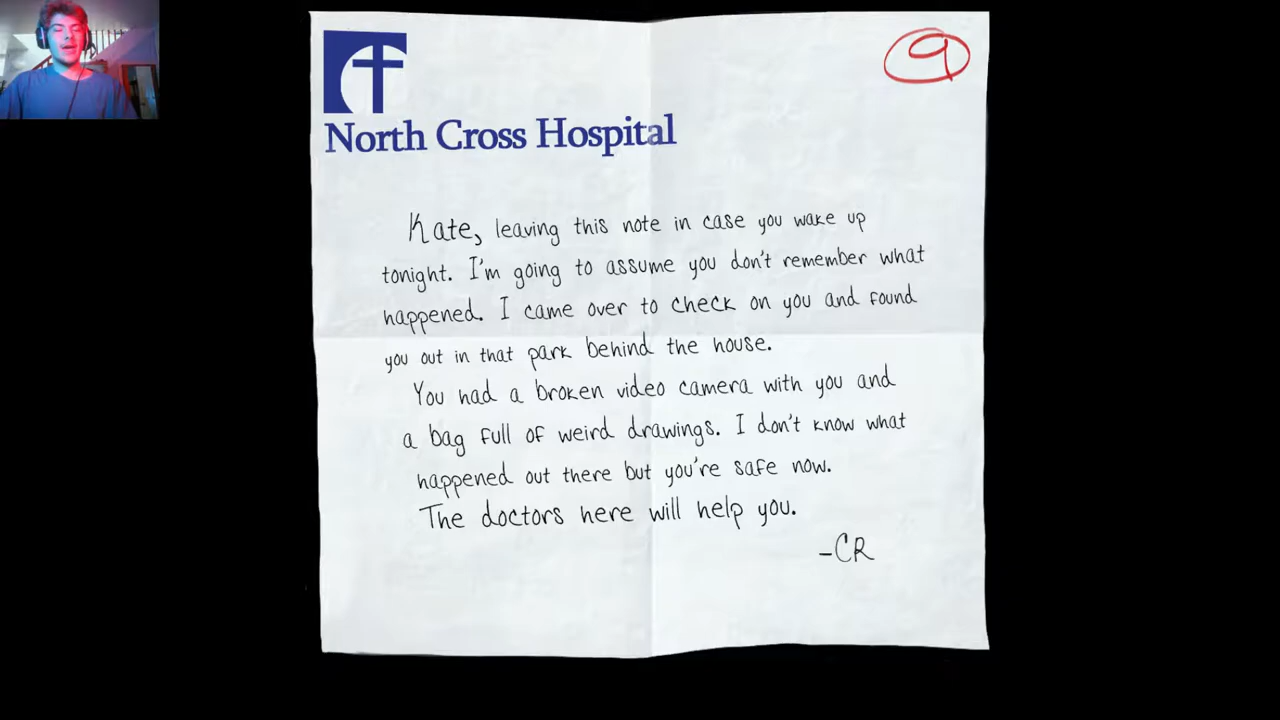 9
North Cross Hospital
Kate, leaving this note in case you wake up
tonight. I'm going to assume you don't remember what
happened. I came over to check on you and found
you out in that park behind the house.
You had a broken video camera with you and
a bag full of weird drawings. I don't know what
happened out there but you're safe now.
The doctors here will help you.
-CR